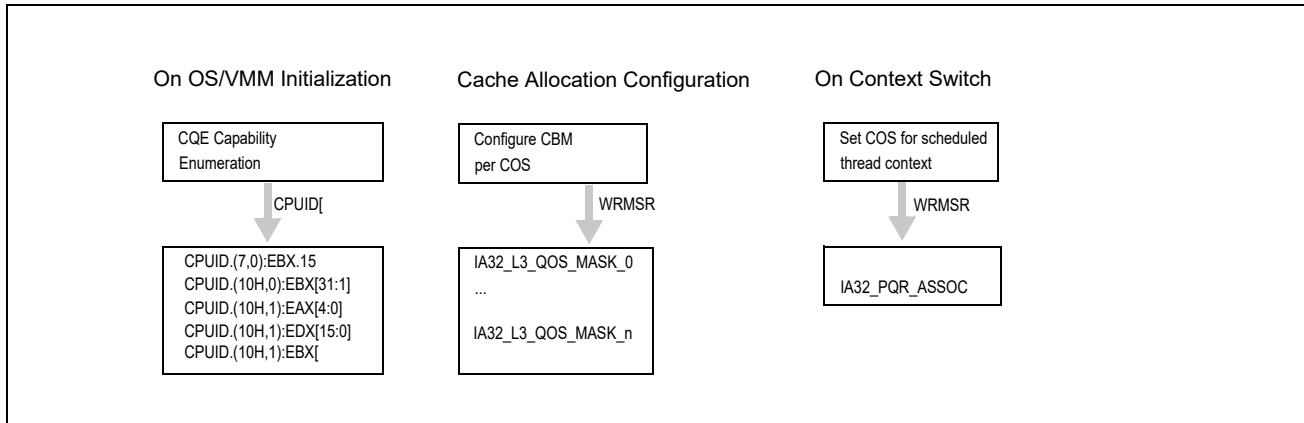 On OS/VMM Initialization
CQE Capability
Enumeration
CPUID[
CPUID.(7,0):EBX.15
CPUID.(10H,0):EBX[31:1]
CPUID.(10H,1):EAX[4:0]
CPUID.(10H,1):EDX[15:0]
CPUID.(10H,1):EBX[
Cache Allocation Configuration
Configure CBM
per COS
WRMSR
IA32_L3_QOS_MASK_0
...
IA32_L3_QOS_MASK_n
On Context Switch
Set COS for scheduled
thread context
WRMSR
IA32_PQR_ASSOC